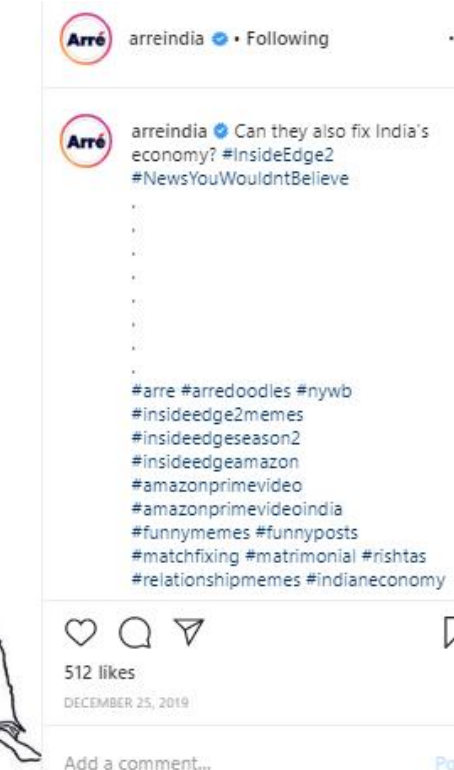 Arré
arreindia • Following
Arré
arreindia Can they also fix India's
economy? #InsideEdge2
#NewsYouWouldntBelieve
.
.
.
.
.
.
.
.
#arre #arredoodles #nywb
#insideedge2memes
#insideedgeseason2
#insideedgeamazon
#amazonprimevideo
#amazonprimevideoindia
#funnymemes #funnyposts
#matchfixing #matrimonial #rishtas
#relationshipmemes #indianeconomy
512 likes
DECEMBER 25, 2019
Add a comment...